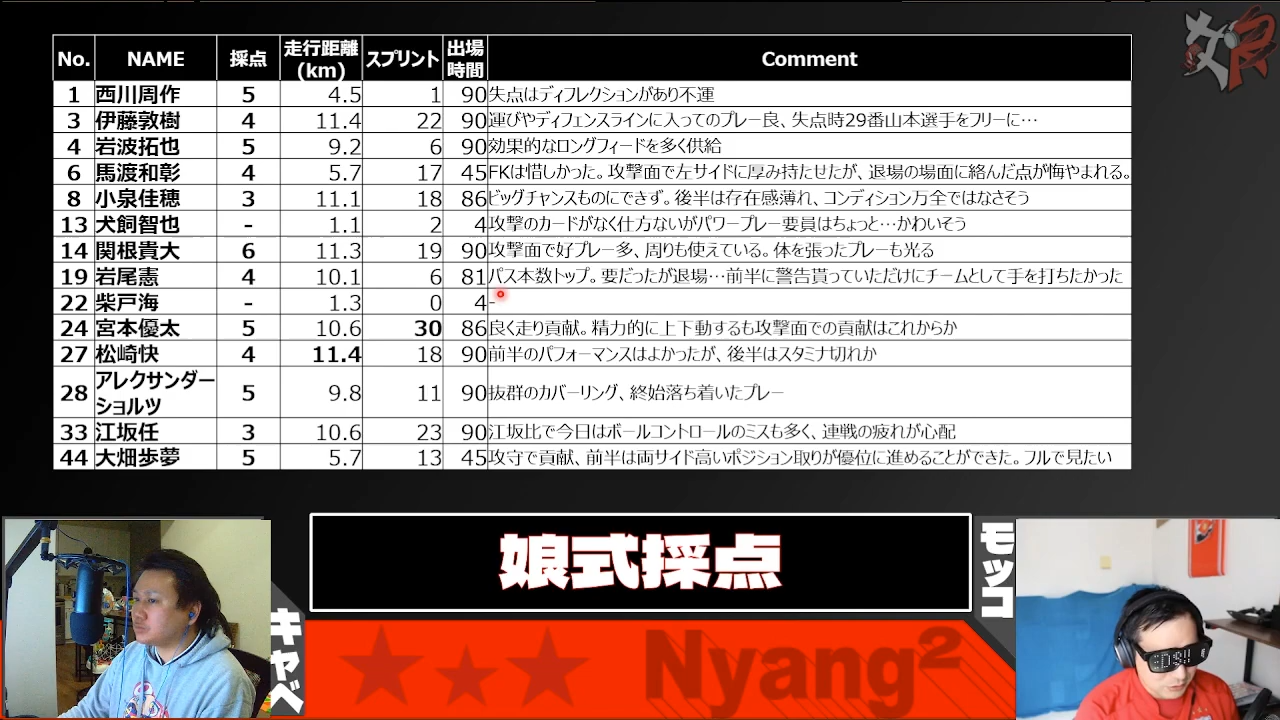 No. NAME 採点 走行距離(km) スプリント 出場時間 Comment
1 西川周作 5 4.5 1 90 失点はディフレクションがあり不運
3 伊藤敦樹 4 11.4 22 90 運びやディフェンスラインに入ってのプレー良、失点時29番山本選手をフリーに…
4 岩波拓也 5 9.2 6 90 効果的なロングフィードを多く供給
6 馬渡和彰 4 5.7 17 45 FKは惜しかった。攻撃面で左サイドに厚み持たせたが、退場の場面に絡んだ点が悔やまれる。
8 小泉佳穂 3 11.1 18 86 ビッグチャンスものにできず。後半は存在感薄れ、コンディション万全ではなさそう
13 犬飼智也 - 1.1 2 4 攻撃のカードがなく仕方ないがパワープレー要員はちょっと…かわいそう
14 関根貴大 6 11.3 19 90 攻撃面で好プレー多、周りも使えている。体を張ったプレーも光る
19 岩尾憲 4 10.1 6 81 パス本数トップ。要だったが退場…前半に警告貰っていただけにチームとして手を打ちたかった
22 柴戸海 - 1.3 0 4 -
24 宮本優太 5 10.6 30 86 良く走り貢献。精力的に上下動するも攻撃面での貢献はこれからか
27 松崎快 4 11.4 18 90 前半のパフォーマンスはよかったが、後半はスタミナ切れか
28 アレクサンダーショルツ 5 9.8 11 90 抜群のカバーリング、終始落ち着いたプレー
33 江坂任 3 10.6 23 90 江坂比で今日はボールコントロールのミスも多く、連戦の疲れが心配
44 大畑歩夢 5 5.7 13 45 攻守で貢献、前半は両サイド高いポジション取りが優位に進めることができた。フルで見たい
娘式採点
キャベ
モッコ
★★★ Nyang²